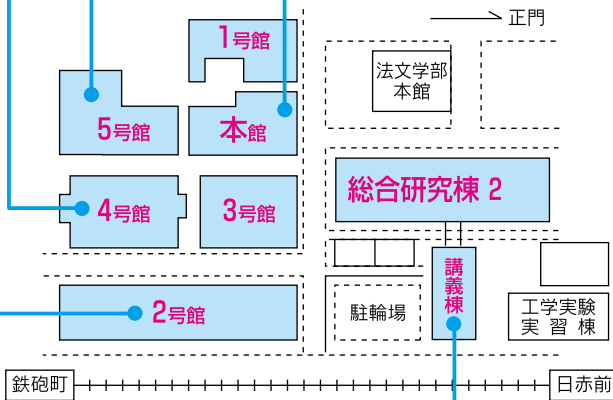 正門
1号館
法文学部
本館
5号館
本館
総合研究棟 2
4号館
3号館
講義棟
2号館
駐輪場
工学実験
実習棟
鉄砲町
日赤前